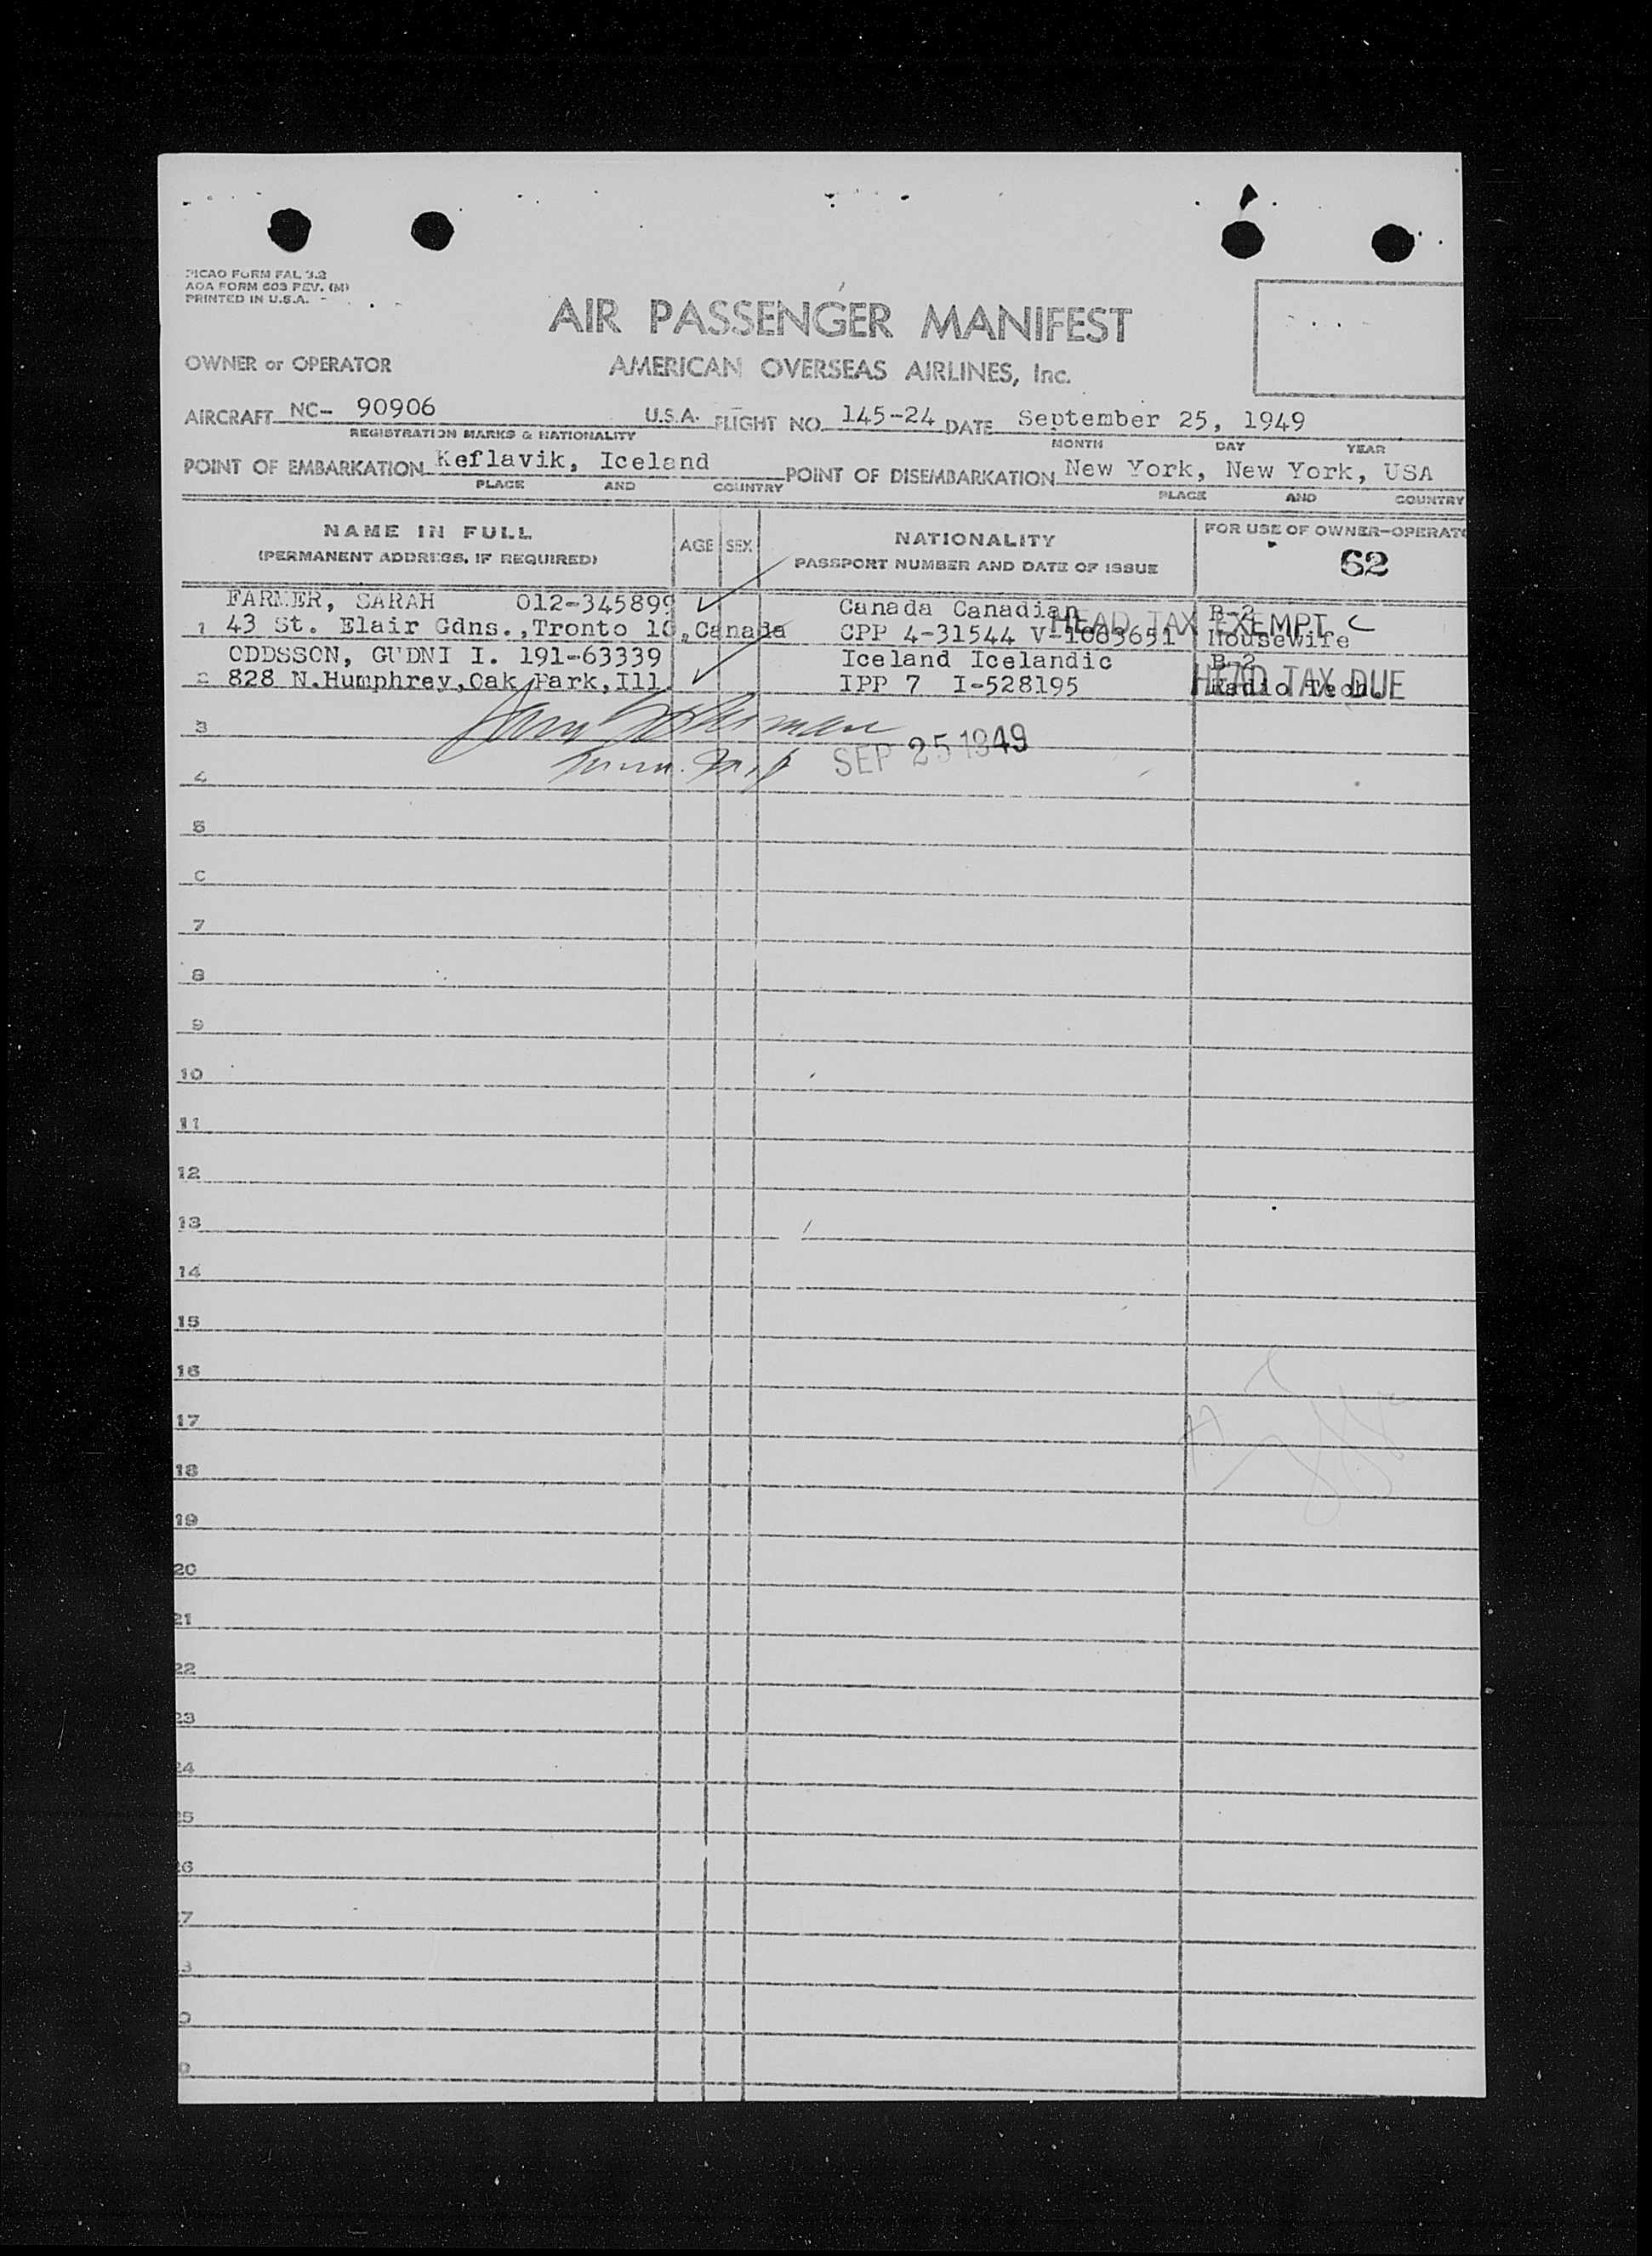 PICAO FORM FAL 3.2
AOA FORM 603 REV. (M)
PRINTED IN U.S.A.
AIR PASSENGER MANIFEST
OWNER or OPERATOR AMERICAN OVERSEAS AIRLINES, Inc.
AIRCRAFT NC- 90906 U.S.A. FLIGHT NO. 145-24 DATE September 25, 1949
REGISTRATION MARKS & NATIONALITY MONTH DAY YEAR
POINT OF EMBARKATION Keflavik, Iceland POINT OF DISEMBARKATION New York, New York, USA
PLACE AND COUNTRY PLACE AND COUNTRY
NAME IN FULL AGE SEX NATIONALITY FOR USE OF OWNER-OPERATO
(PERMANENT ADDRESS, IF REQUIRED) PASSPORT NUMBER AND DATE OF ISSUE 62
FARMER, SARAH 012-345899 Canada Canadian B-2
HEAD TAX EXEMPT C
1 43 St. Elair Gdns.,Tronto 10,Canada CPP 4-31544 V-1003651 Housewife
ODDSSON, GUDNI I. 191-63339 Iceland Icelandic B-2
HEAD TAX DUE
2 828 N.Humphrey,Oak Park,Ill IPP 7 I-528195 Radio Tech.
3
SEP 25 1949
4
5
6
7
8
9
10
11
12
13
14
15
16
17
18
19
20
21
22
23
24
25
26
27